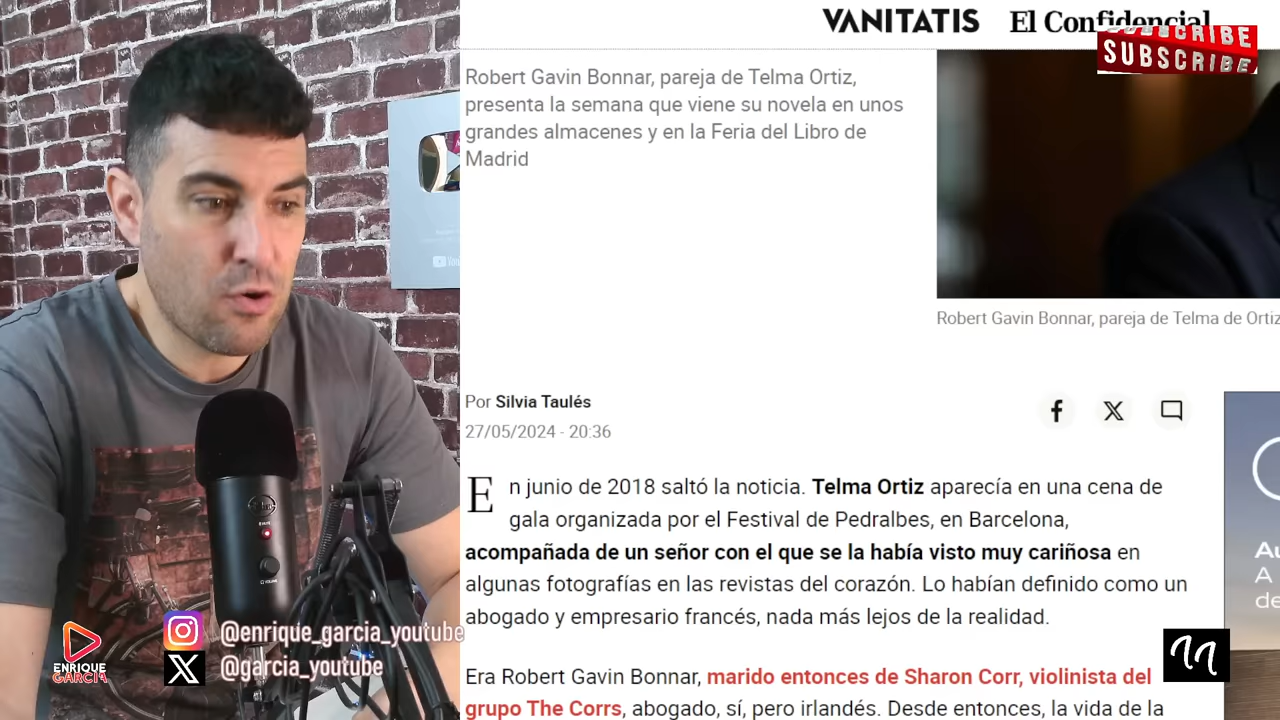 VANITATIS El Confidencial
SUBSCRIBE
SUBSCRIBE
Robert Gavin Bonnar, pareja de Telma Ortiz,
presenta la semana que viene su novela en unos
grandes almacenes y en la Feria del Libro de
Madrid
Robert Gavin Bonnar, pareja de Telma de Ortiz
Por Silvia Taulés
27/05/2024 - 20:36
En junio de 2018 saltó la noticia. Telma Ortiz aparecía en una cena de
gala organizada por el Festival de Pedralbes, en Barcelona,
acompañada de un señor con el que se la había visto muy cariñosa en
algunas fotografías en las revistas del corazón. Lo habían definido como un
abogado y empresario francés, nada más lejos de la realidad.
Era Robert Gavin Bonnar, marido entonces de Sharon Corr, violinista del
grupo The Corrs, abogado, sí, pero irlandés. Desde entonces, la vida de la
Au
A
de
ENRIQUE
GARCIA
@enrique_garcia_youtube
@garcia_youtube